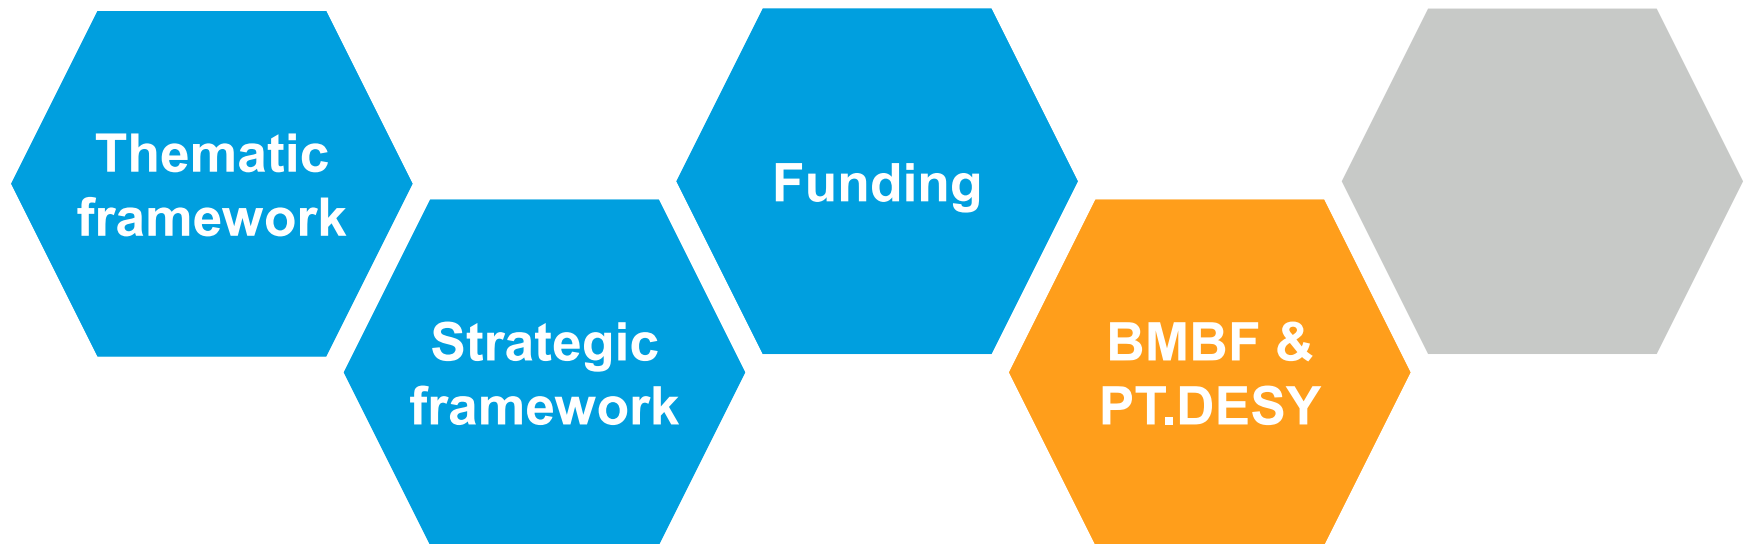 Thematic
framework
Strategic
framework
Funding
BMBF &
PT.DESY